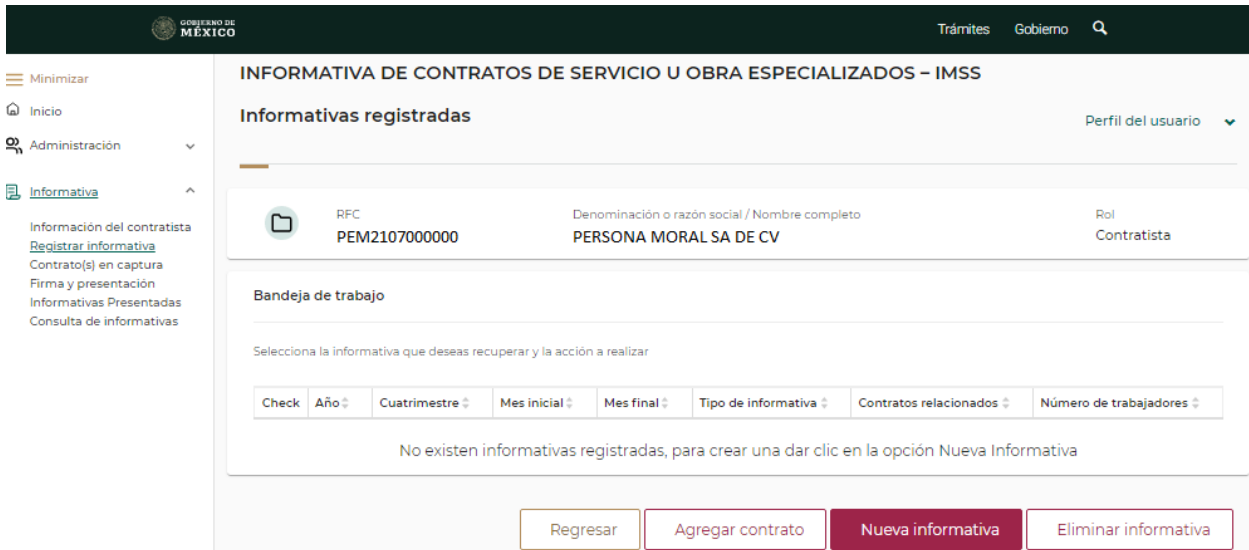 GOBIERNO DE
MÉXICO
Trámites Gobierno
Minimizar
Inicio
Administración
Informativa
Información del contratista
Registrar informativa
Contrato(s) en captura
Firma y presentación
Informativas Presentadas
Consulta de informativas
INFORMATIVA DE CONTRATOS DE SERVICIO U OBRA ESPECIALIZADOS – IMSS
Informativas registradas
Perfil del usuario
RFC Denominación o razón social / Nombre completo Rol
PEM2107000000 PERSONA MORAL SA DE CV Contratista
Bandeja de trabajo
Selecciona la informativa que deseas recuperar y la acción a realizar
Check Año Cuatrimestre Mes inicial Mes final Tipo de informativa Contratos relacionados Número de trabajadores
No existen informativas registradas, para crear una dar clic en la opción Nueva Informativa
Regresar Agregar contrato Nueva informativa Eliminar informativa